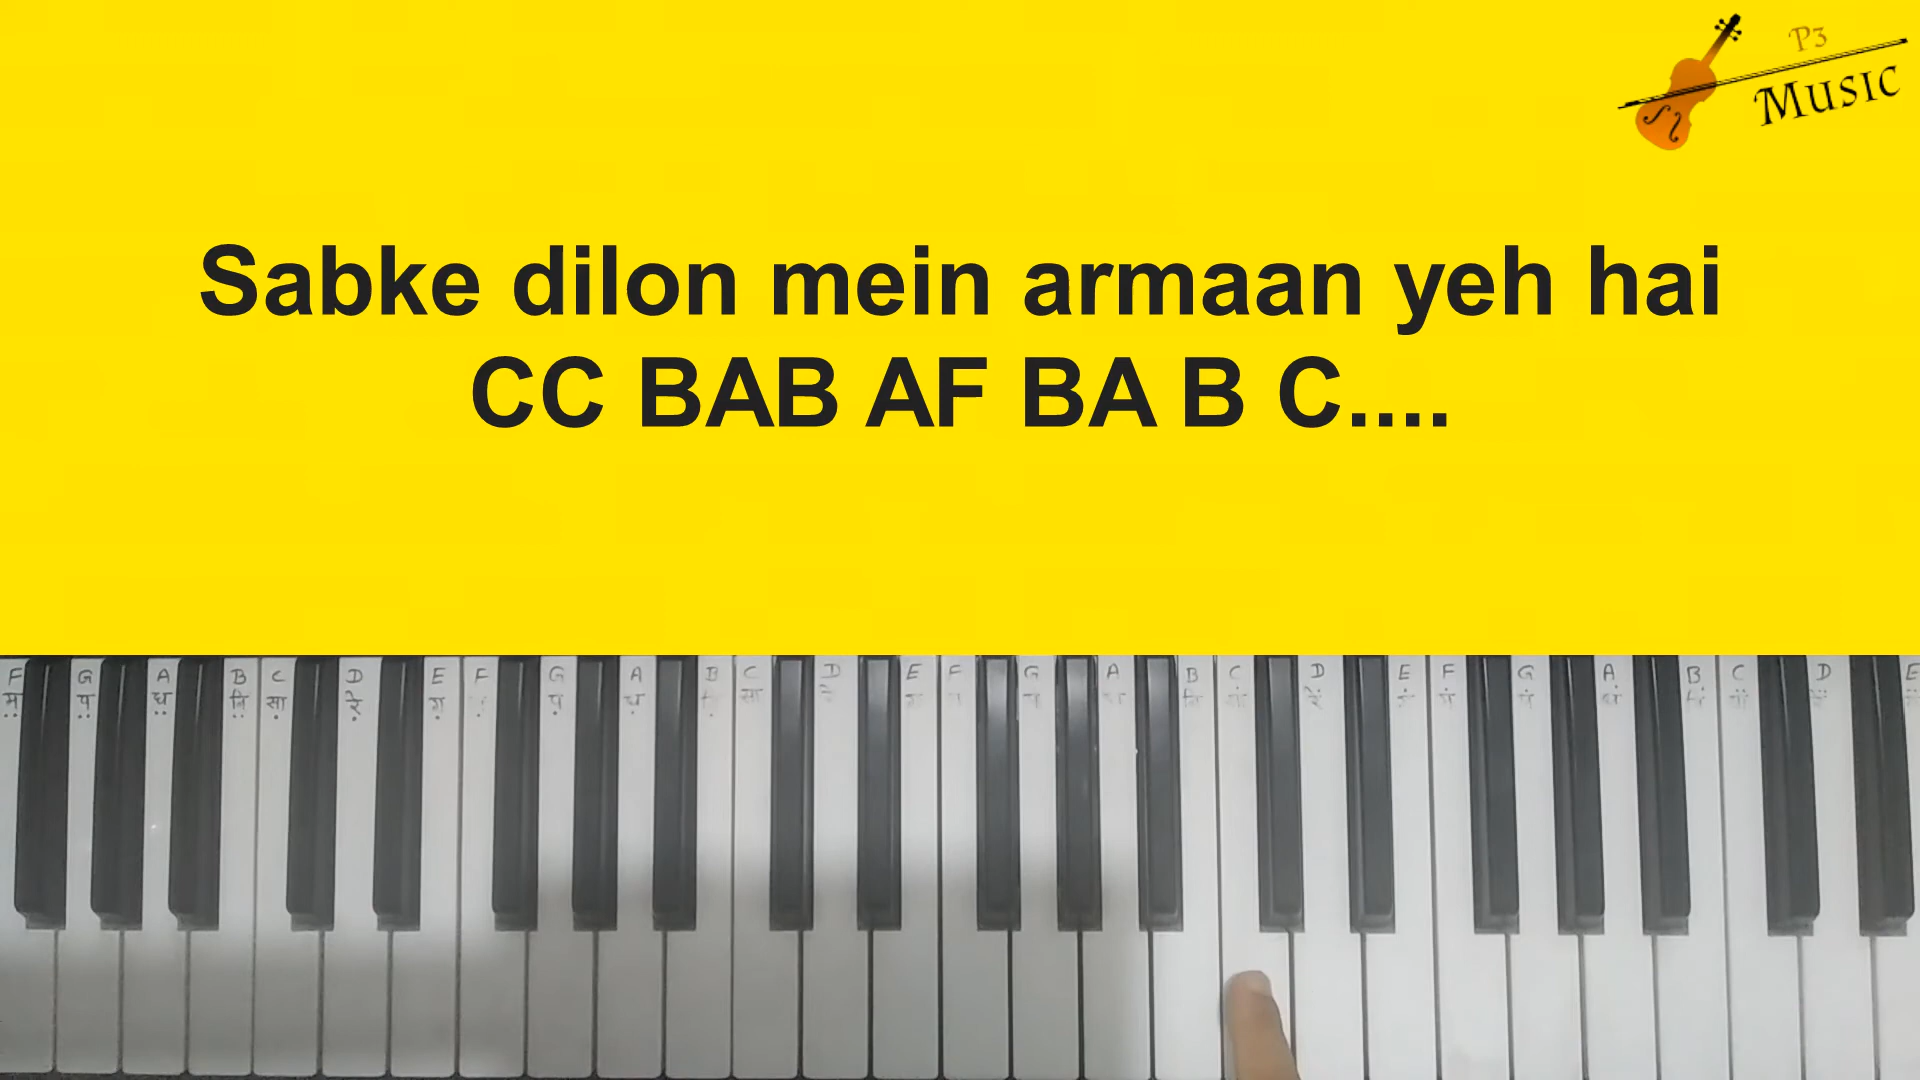 P3
Music
Sabke dilon mein armaan yeh hai
CC BAB AF BA B C....
F G A B C D E F G A B C D E F G A B C D E F G A B C D E
म़ प़ ध़ नि़ सा़ रे़ ग़